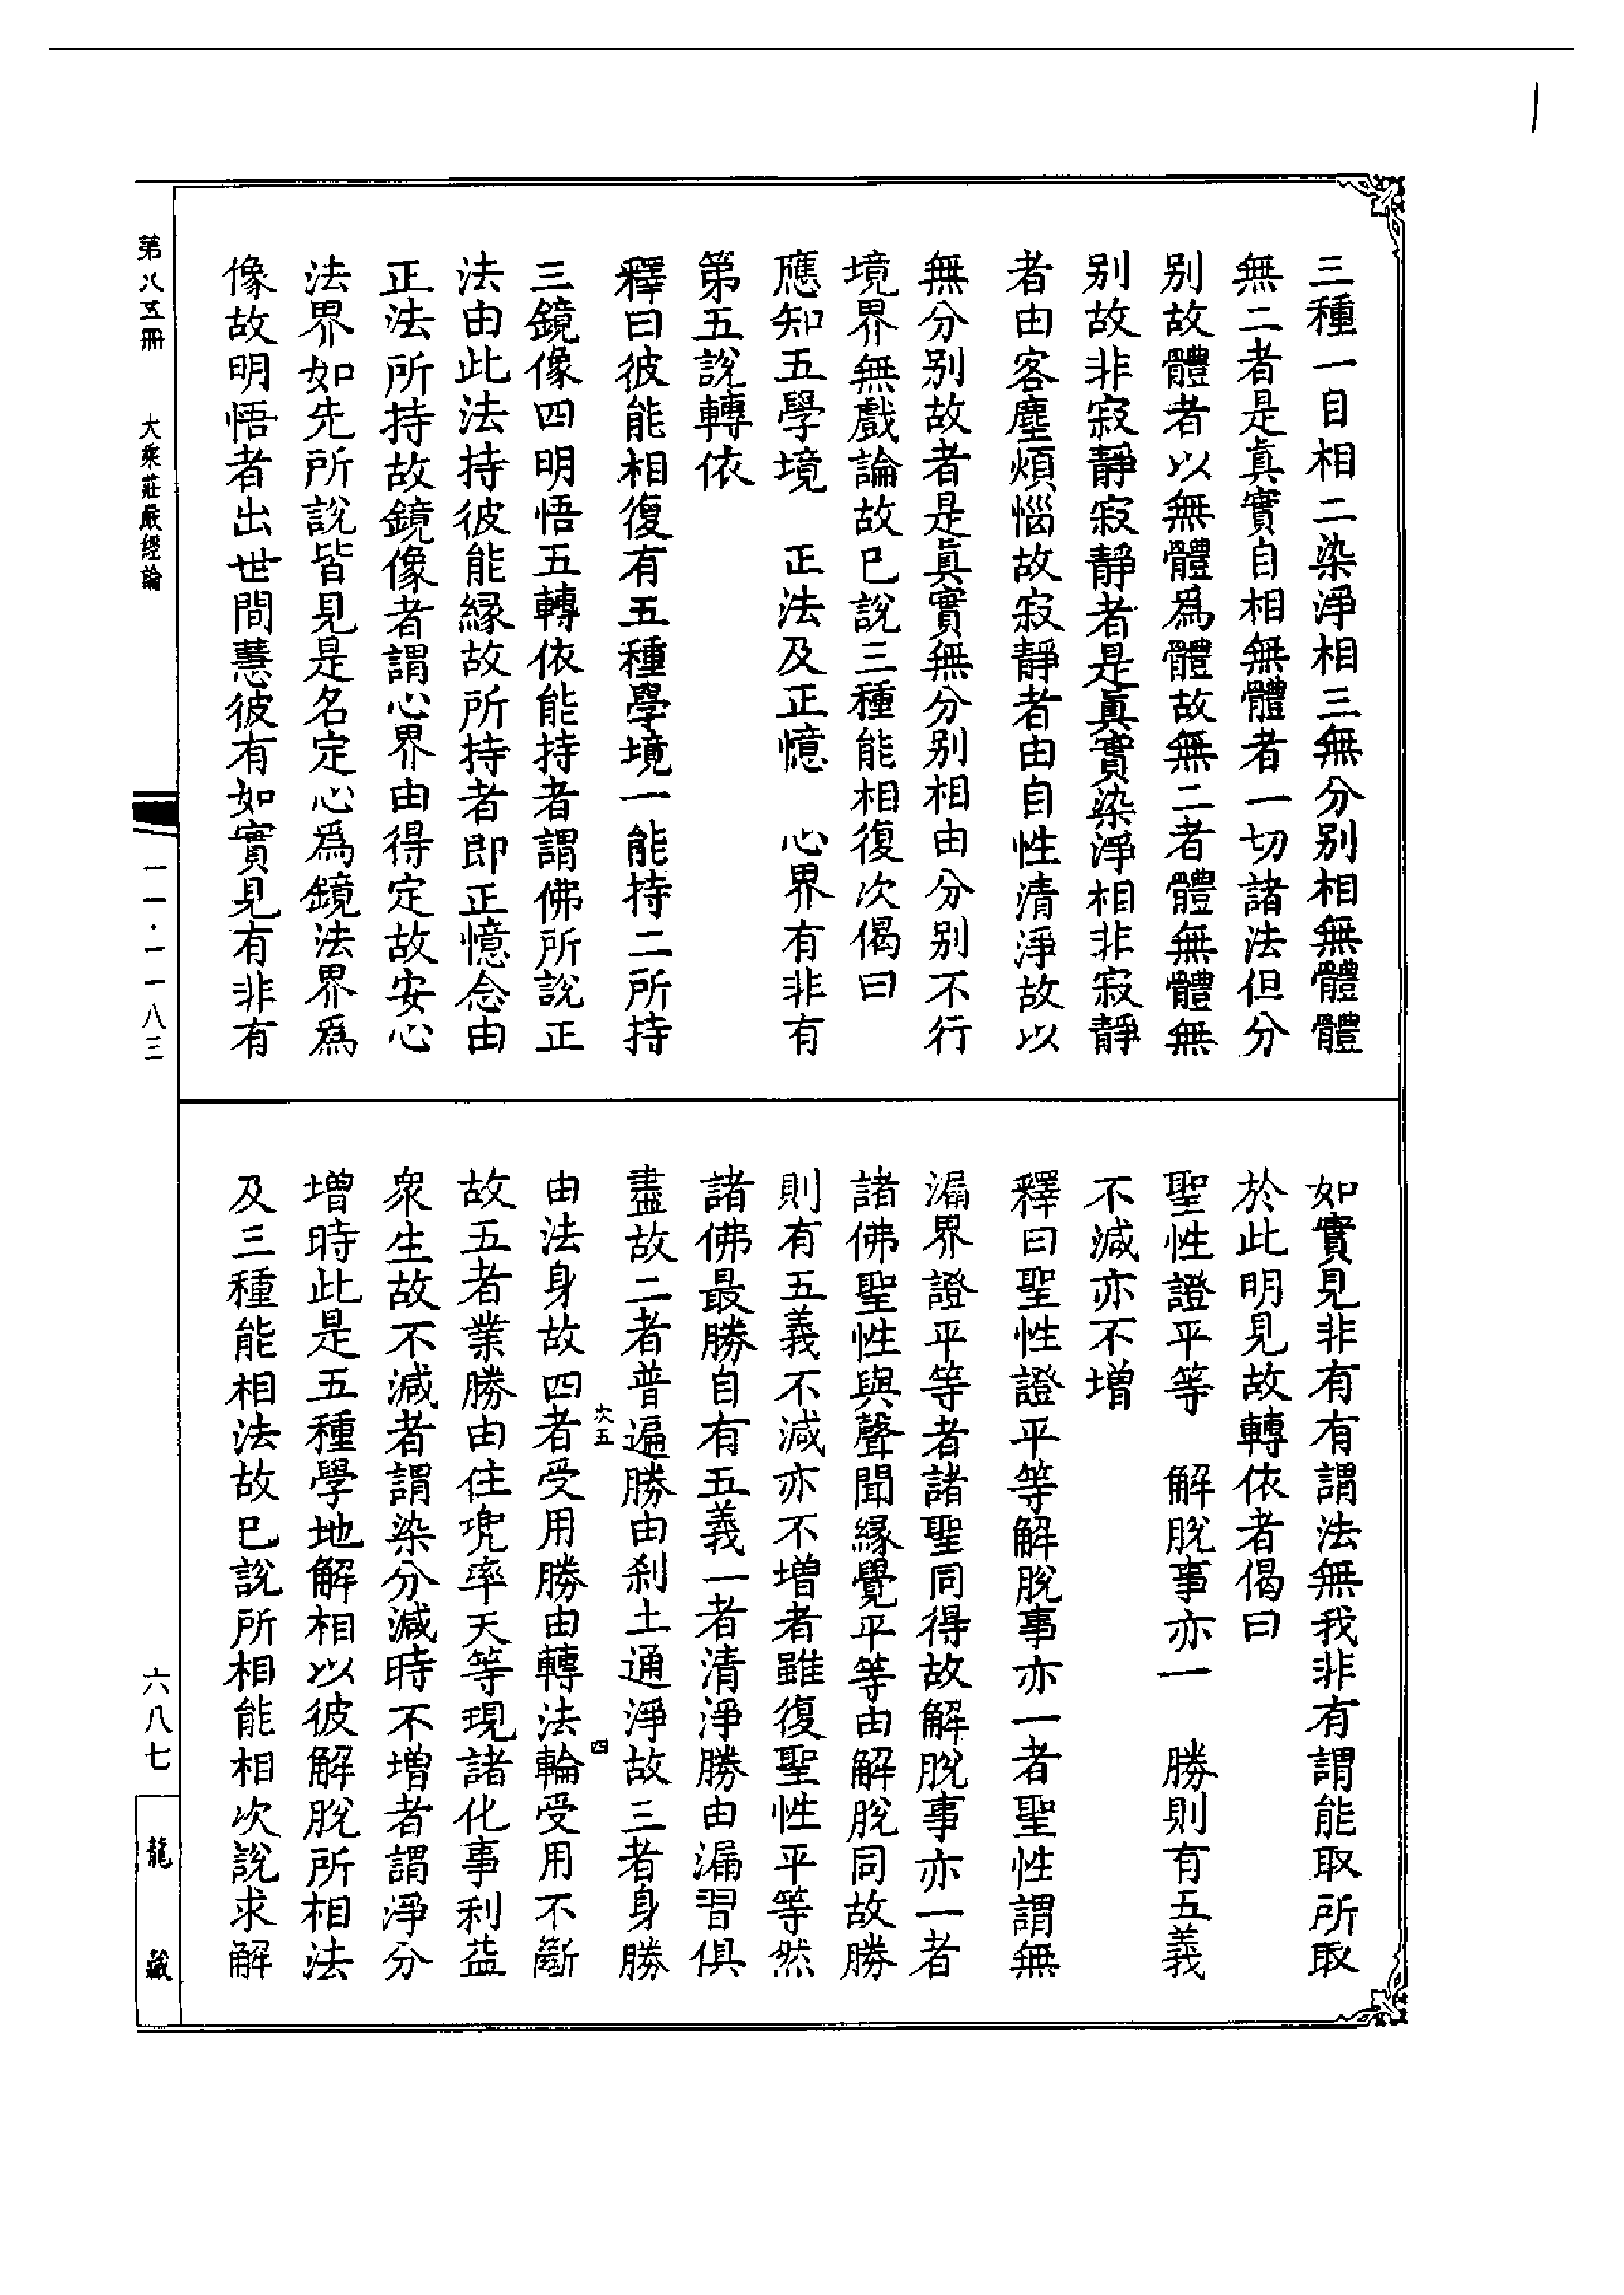 三種一自相二染淨相三無分别相無體體
無二者是真實自相無體者一切諸法但分
别故體者以無體爲體故無二者體無體無
别故非寂靜寂靜者是真實染淨相非寂靜
者由客塵煩惱故寂靜者由自性清淨故以
無分别故者是真實無分别相由分别不行
境界無戲論故已說三種能相復次偈曰
應知五學境　正法及正憶　心界有非有
第五說轉依
釋曰彼能相復有五種學境一能持二所持
三鏡像四明悟五轉依能持者謂佛所說正
法由此法持彼能緣故所持者即正憶念由
正法所持故鏡像者謂心界由得定故安心
法界如先所說皆見是名定心爲鏡法界爲
像故明悟者出世間慧彼有如實見有非有
如實見非有有謂法無我非有謂能取所取
於此明見故轉依者偈曰
聖性證平等　解脫事亦一　勝則有五義
不減亦不增
釋曰聖性證平等解脫事亦一者聖性謂無
漏界證平等者諸聖同得故解脫事亦一者
諸佛聖性與聲聞緣覺平等由解脫同故勝
則有五義不減亦不增者雖復聖性平等然
諸佛最勝自有五義一者清淨勝由漏習俱
盡故二者普遍勝由刹土通淨故三者身勝
次五
四
由法身故四者受用勝由轉法輪受用不斷
故五者業勝由住兜率天等現諸化事利益
衆生故不減者謂染分減時不增者謂淨分
增時此是五種學地解相以彼解脫所相法
及三種能相法故已說所相能相次說求解
第八五冊
大乘莊嚴經論
一一·一一八三
六八七
龍藏